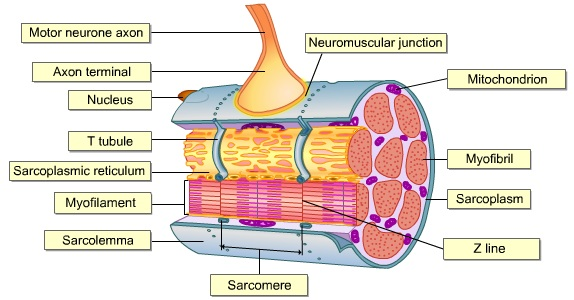 Motor neurone axon
Neuromuscular junction
Axon terminal
Mitochondrion
Nucleus
T tubule
Myofibril
Sarcoplasmic reticulum
Myofilament
Sarcoplasm
Sarcolemma
Z line
Sarcomere